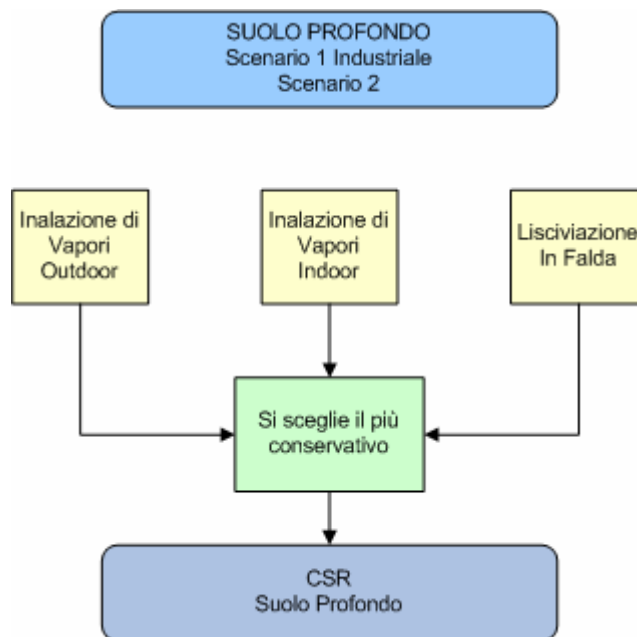 SUOLO PROFONDO
Scenario 1 Industriale
Scenario 2
Inalazione di
Vapori
Outdoor
Inalazione di
Vapori
Indoor
Lisciviazione
In Falda
Si sceglie il più
conservativo
CSR
Suolo Profondo